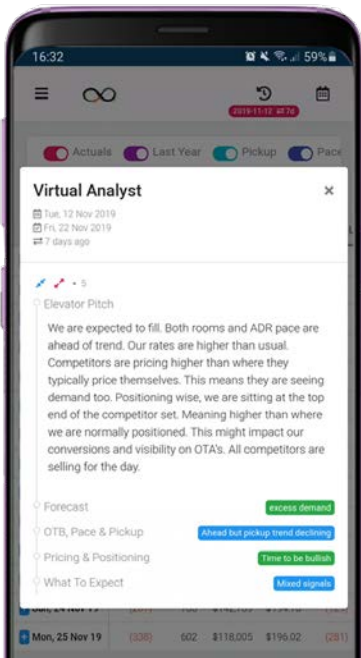 16:32
59%
2019-11-12 ⇄ 7d
Actuals Last Year Pickup Pace
Virtual Analyst ×
Tue, 12 Nov 2019
Fri, 22 Nov 2019
7 days ago
5
Elevator Pitch
We are expected to fill. Both rooms and ADR pace are
ahead of trend. Our rates are higher than usual.
Competitors are pricing higher than where they
typically price themselves. This means they are seeing
demand too. Positioning wise, we are sitting at the top
end of the competitor set. Meaning higher than where
we are normally positioned. This might impact our
conversions and visibility on OTA's. All competitors are
selling for the day.
Forecast excess demand
OTB, Pace & Pickup Ahead but pickup trend declining
Pricing & Positioning Time to be bullish
What To Expect Mixed signals
Mon, 25 Nov 19 (338) 602 $118,005 $196.02 (281)